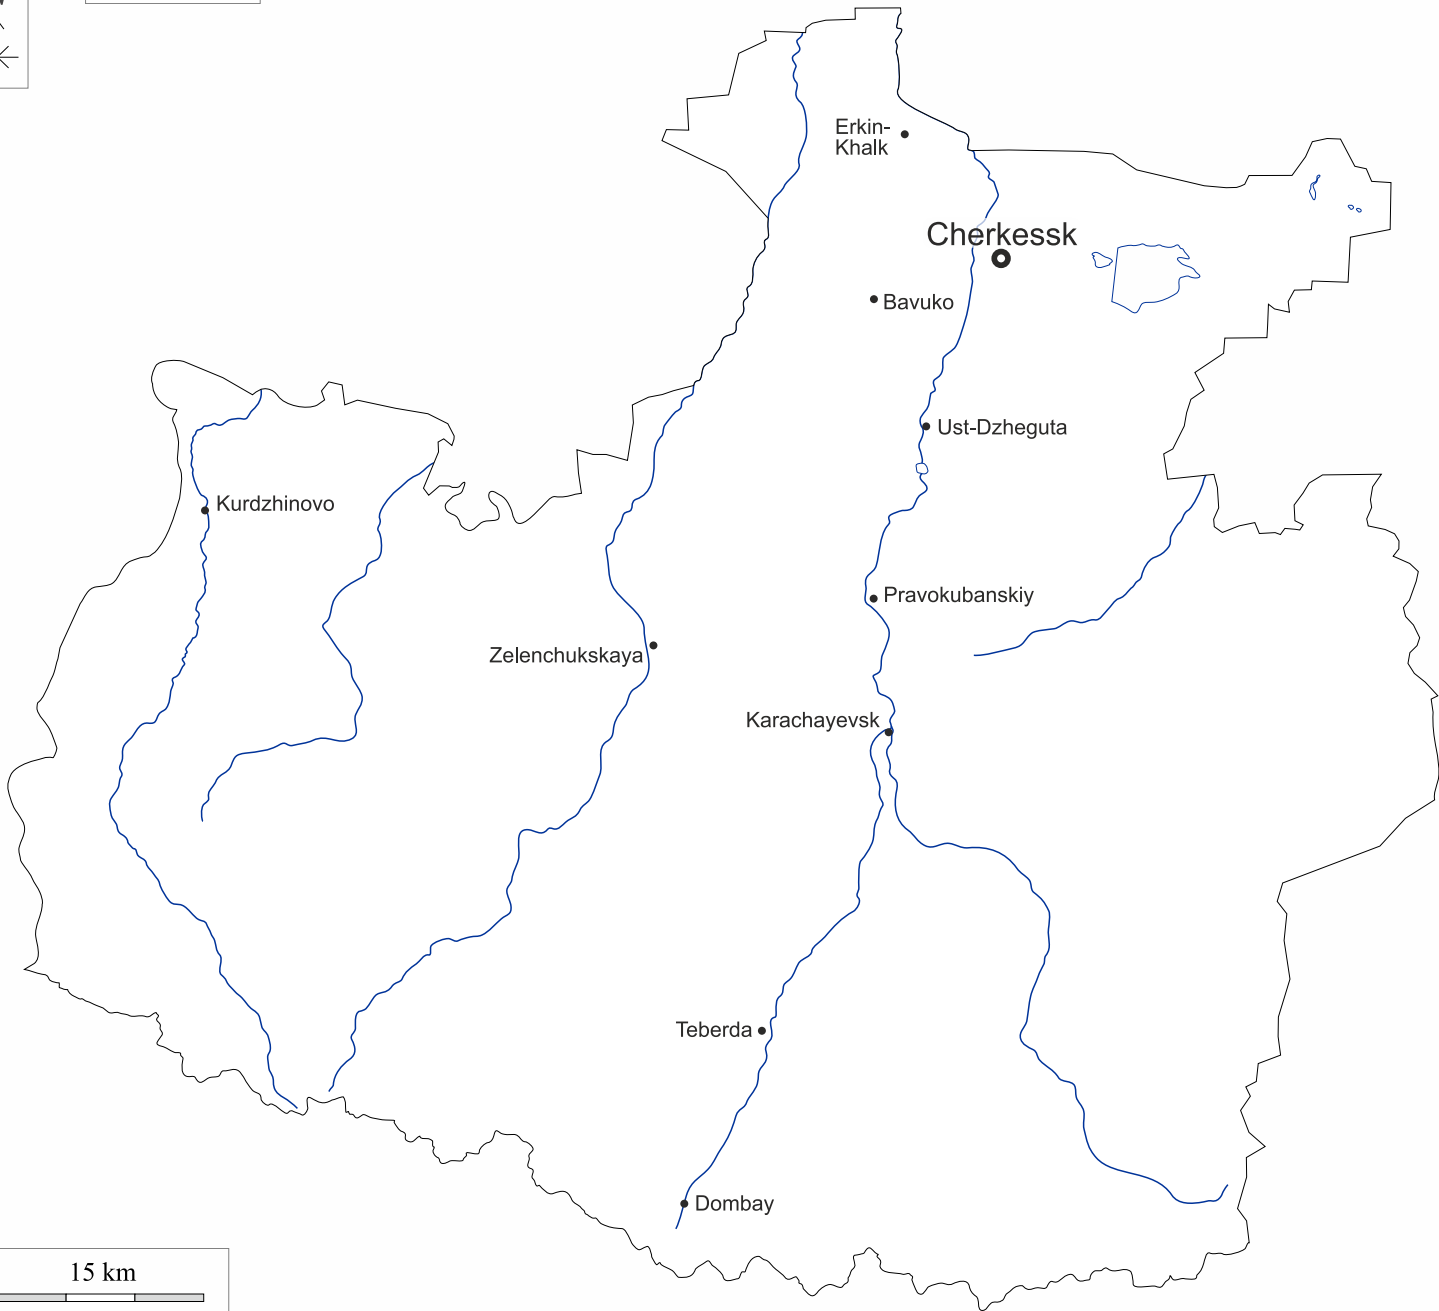 Erkin-
Khalk
Cherkessk
Bavuko
Ust-Dzheguta
Kurdzhinovo
Pravokubanskiy
Zelenchukskaya
Karachayevsk
Teberda
Dombay
15 km